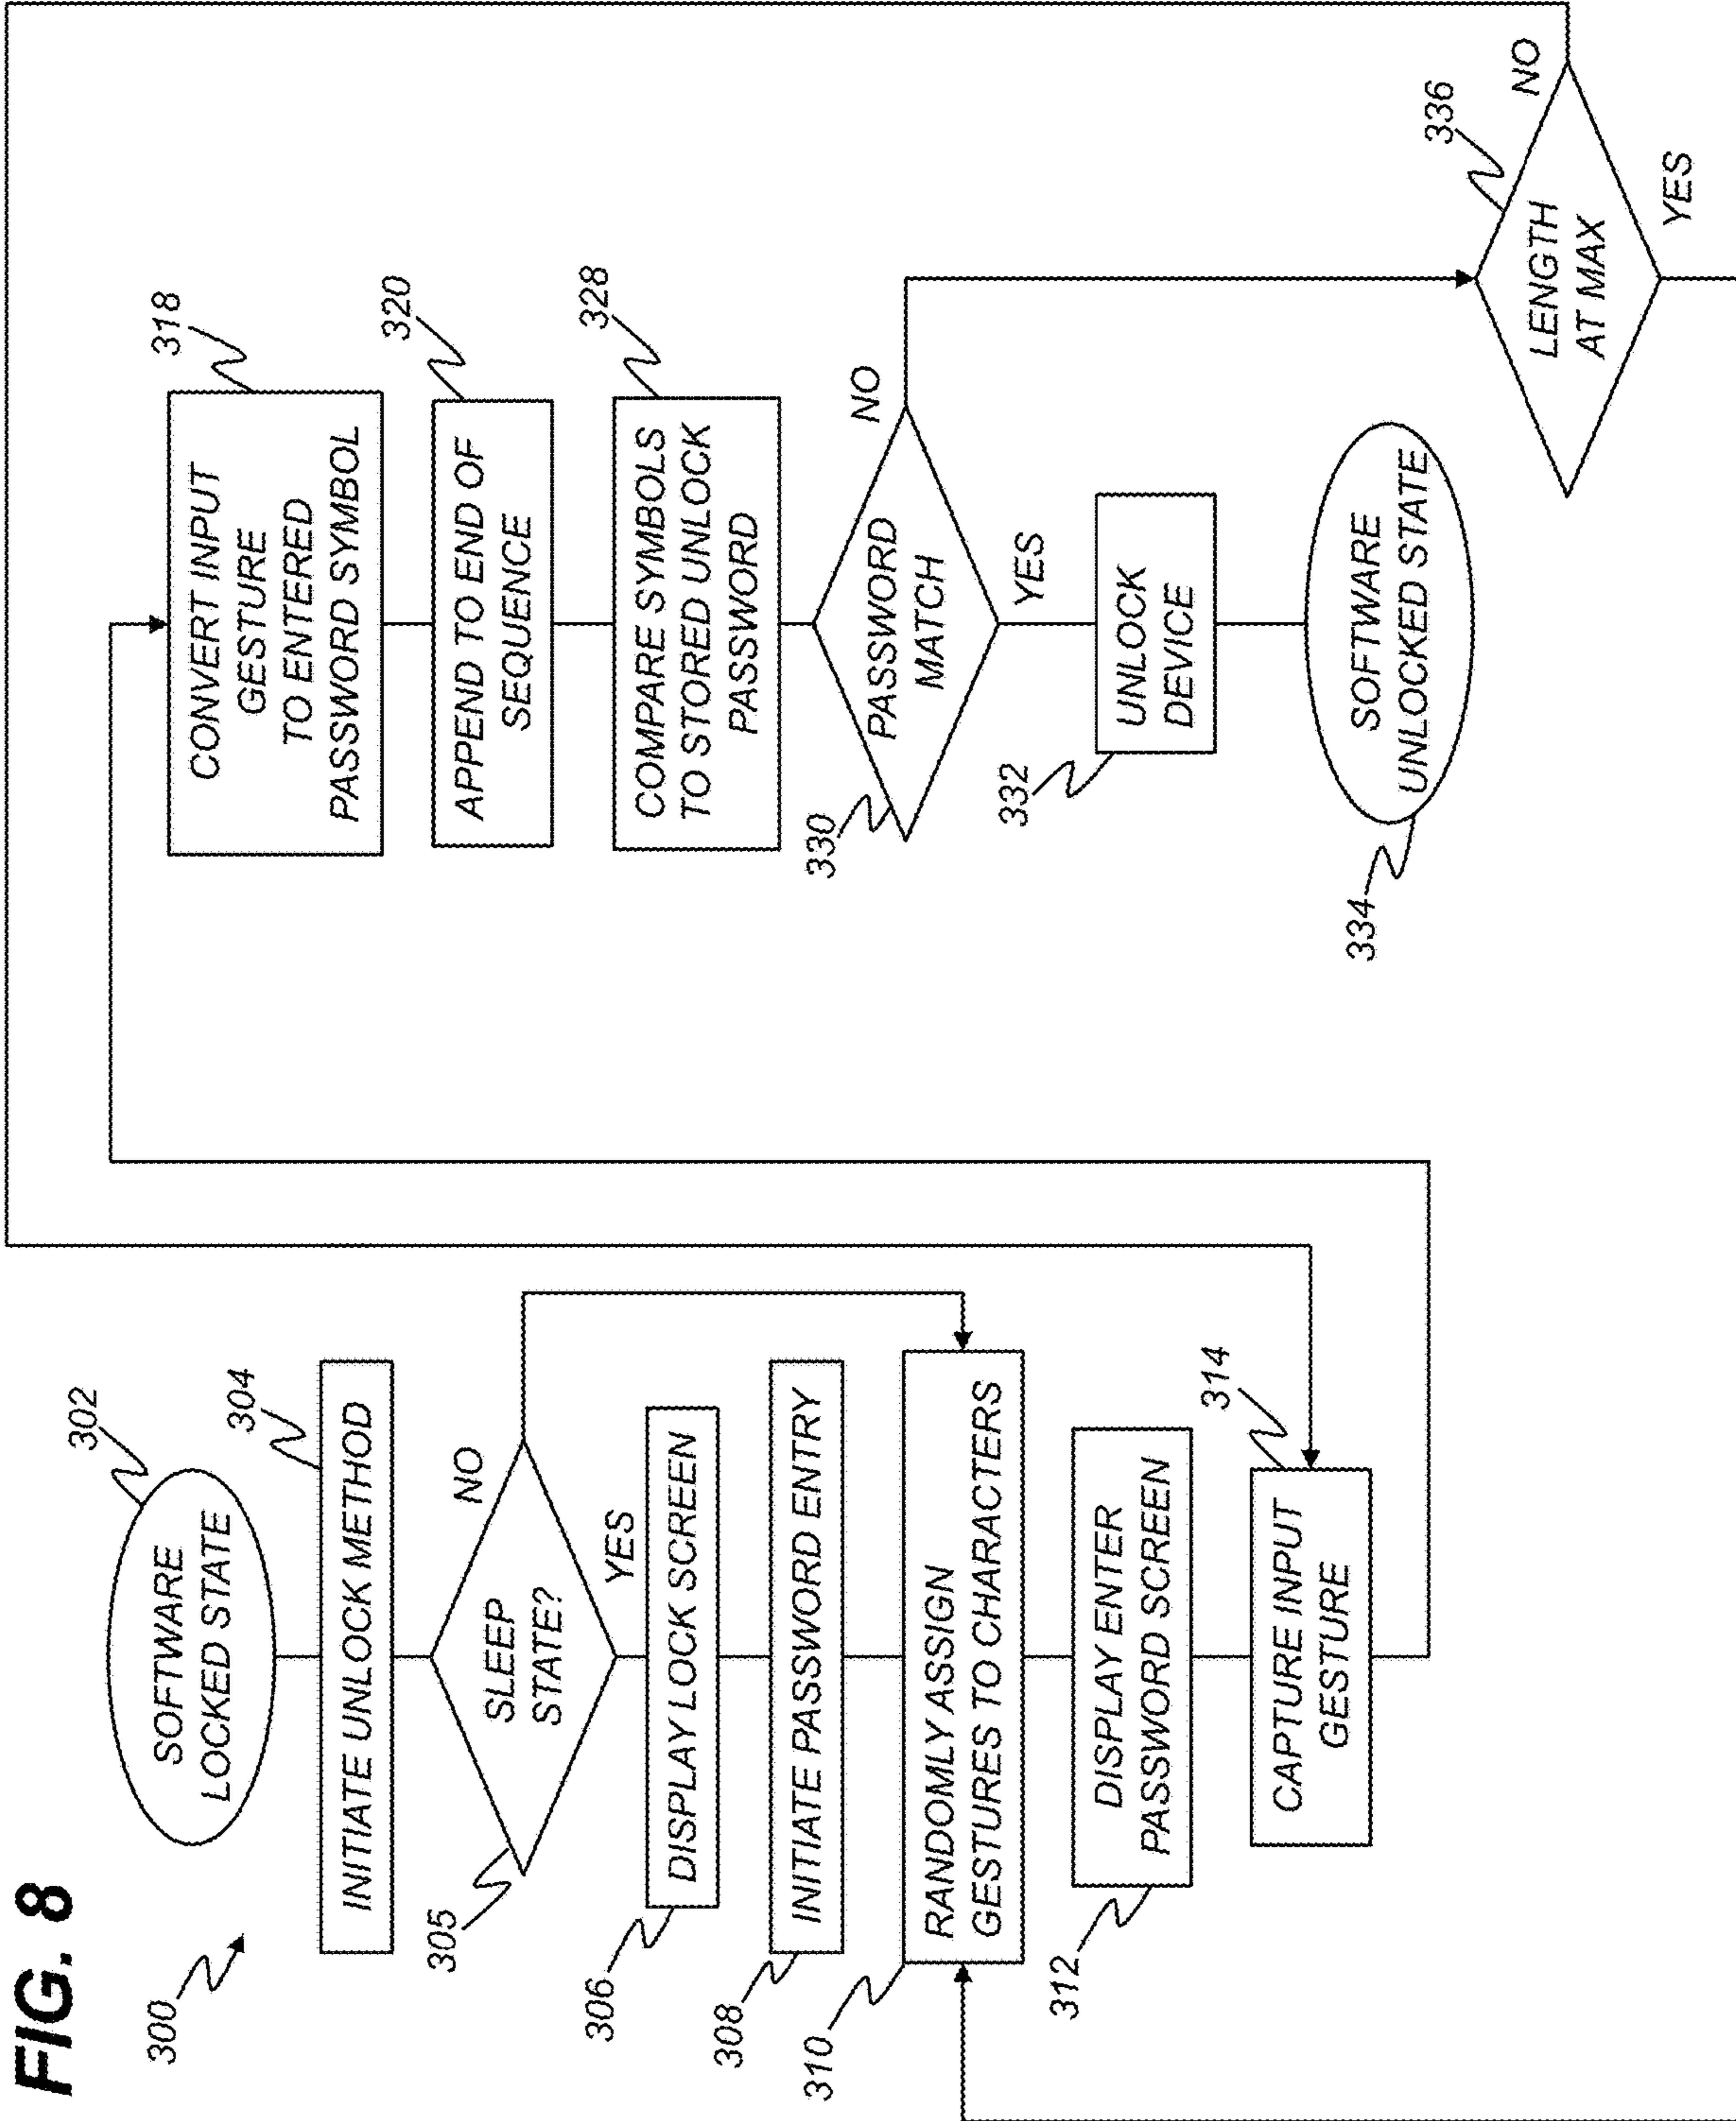 FIG. 8
300
302
SOFTWARE
LOCKED STATE
304
INITIATE UNLOCK METHOD
305
SLEEP
STATE?
NO
YES
306
DISPLAY LOCK SCREEN
308
INITIATE PASSWORD ENTRY
310
RANDOMLY ASSIGN
GESTURES TO CHARACTERS
312
DISPLAY ENTER
PASSWORD SCREEN
314
CAPTURE INPUT
GESTURE
318
CONVERT INPUT
GESTURE
TO ENTERED
PASSWORD SYMBOL
320
APPEND TO END OF
SEQUENCE
328
COMPARE SYMBOLS
TO STORED UNLOCK
PASSWORD
330
PASSWORD
MATCH
NO
YES
332
UNLOCK
DEVICE
334
SOFTWARE
UNLOCKED STATE
336
LENGTH
AT MAX
NO
YES